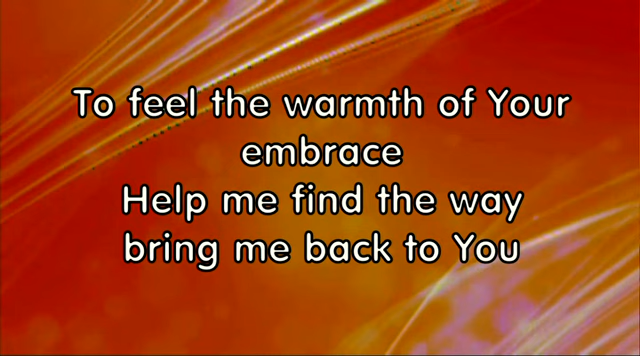 To feel the warmth of Your
embrace
Help me find the way
bring me back to You